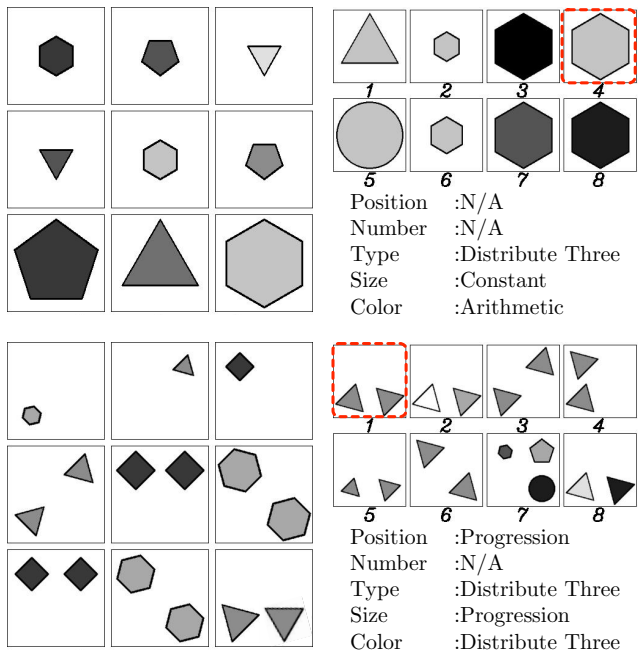 1 2 3 4
5 6 7 8
Position :N/A
Number :N/A
Type :Distribute Three
Size :Constant
Color :Arithmetic
1 2 3 4
5 6 7 8
Position :Progression
Number :N/A
Type :Distribute Three
Size :Progression
Color :Distribute Three